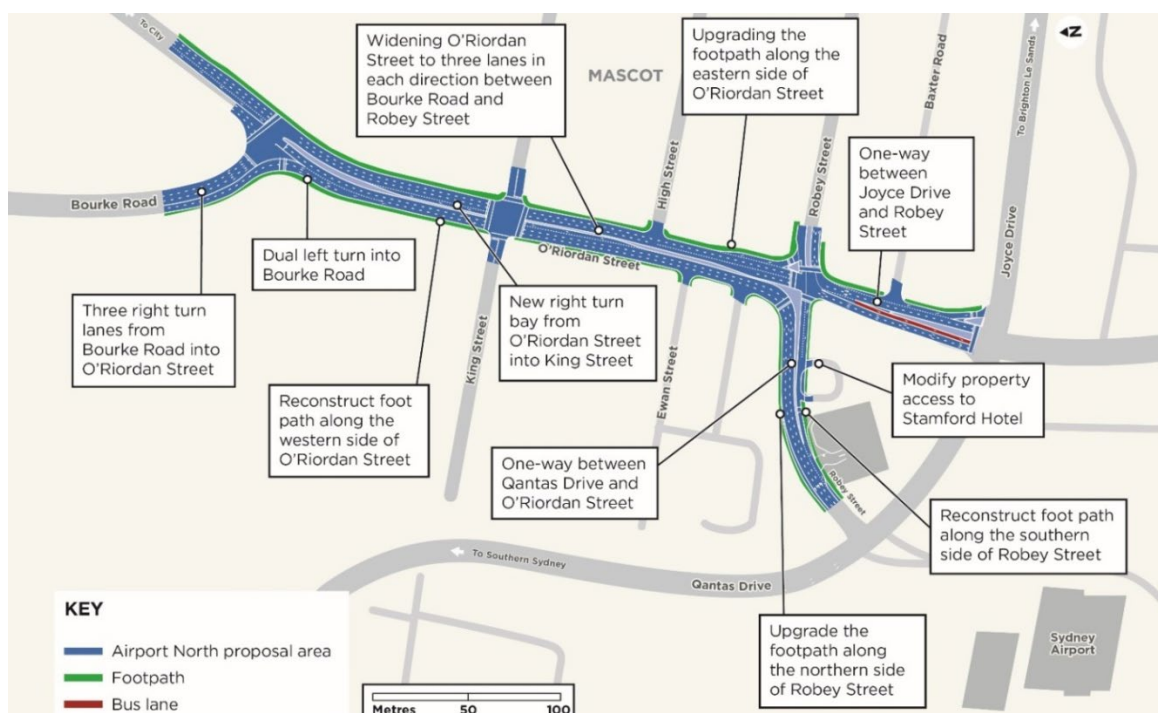 To City
Widening O'Riordan
Street to three lanes in
each direction between
Bourke Road and
Robey Street
MASCOT
Upgrading the
footpath along the
eastern side of
O'Riordan Street
Baxter Road
To Brighton Le Sands
N
High Street
Robey Street
One-way
between
Joyce Drive
and Robey
Street
Joyce Drive
Bourke Road
Dual left turn into
Bourke Road
O'Riordan Street
Three right turn
lanes from
Bourke Road into
O'Riordan Street
King Street
New right turn
bay from
O'Riordan Street
into King Street
Ewan Street
Modify property
access to
Stamford Hotel
Reconstruct foot
path along the
western side of
O'Riordan Street
One-way between
Qantas Drive and
O'Riordan Street
Robey Street
Reconstruct foot path
along the southern
side of Robey Street
To Southern Sydney
Qantas Drive
Upgrade the
footpath along
the northern side
of Robey Street
Sydney
Airport
KEY
Airport North proposal area
Footpath
Bus lane
Metres 50 100